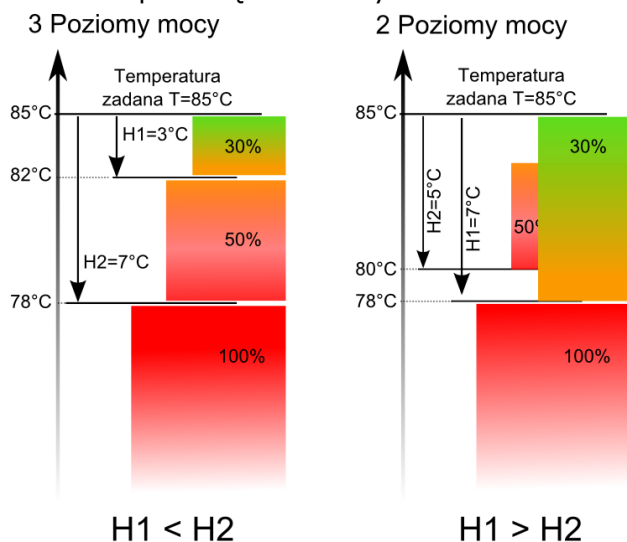 3 Poziomy mocy
Temperatura
zadana T=85°C
85°C
H1=3°C
30%
82°C
50%
H2=7°C
78°C
100%
H1 < H2
2 Poziomy mocy
Temperatura
zadana T=85°C
85°C
30%
H2=5°C
H1=7°C
50%
80°C
78°C
100%
H1 > H2